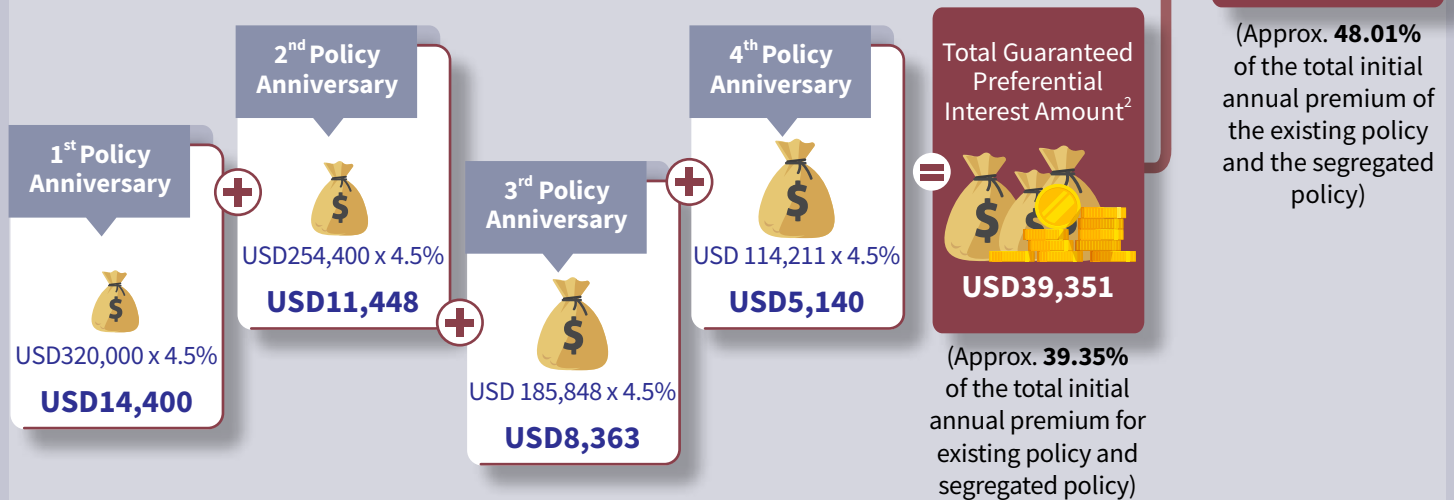 1st Policy
Anniversary
$
USD320,000 x 4.5%
USD14,400
+
2nd Policy
Anniversary
$
USD254,400 x 4.5%
USD11,448
+
3rd Policy
Anniversary
$
USD 185,848 x 4.5%
USD8,363
+
4th Policy
Anniversary
$
USD 114,211 x 4.5%
USD5,140
=
Total Guaranteed
Preferential
Interest Amount2
$
USD39,351
(Approx. 39.35%
of the total initial
annual premium for
existing policy and
segregated policy)
(Approx. 48.01%
of the total initial
annual premium of
the existing policy
and the segregated
policy)